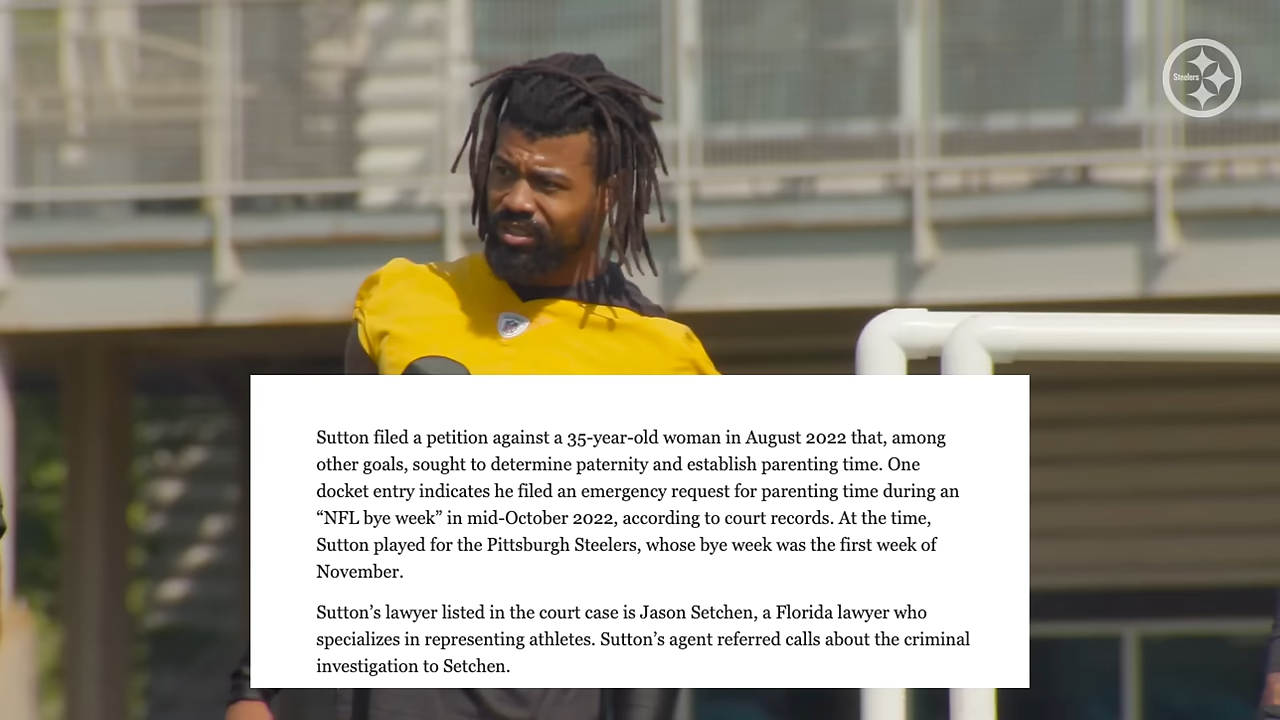 Steelers
Sutton filed a petition against a 35-year-old woman in August 2022 that, among
other goals, sought to determine paternity and establish parenting time. One
docket entry indicates he filed an emergency request for parenting time during an
“NFL bye week” in mid-October 2022, according to court records. At the time,
Sutton played for the Pittsburgh Steelers, whose bye week was the first week of
November.
Sutton’s lawyer listed in the court case is Jason Setchen, a Florida lawyer who
specializes in representing athletes. Sutton’s agent referred calls about the criminal
investigation to Setchen.